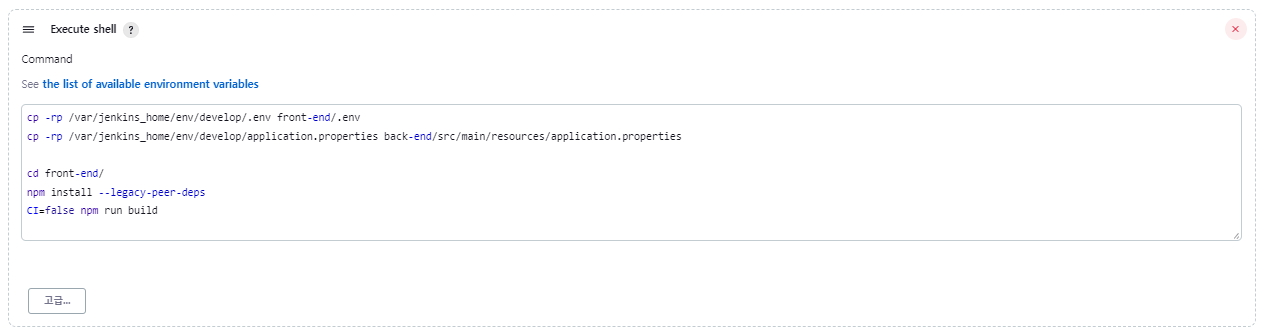 Execute shell ?
Command
See the list of available environment variables
cp -rp /var/jenkins_home/env/develop/.env front-end/.env
cp -rp /var/jenkins_home/env/develop/application.properties back-end/src/main/resources/application.properties
cd front-end/
npm install --legacy-peer-deps
CI=false npm run build
고급...